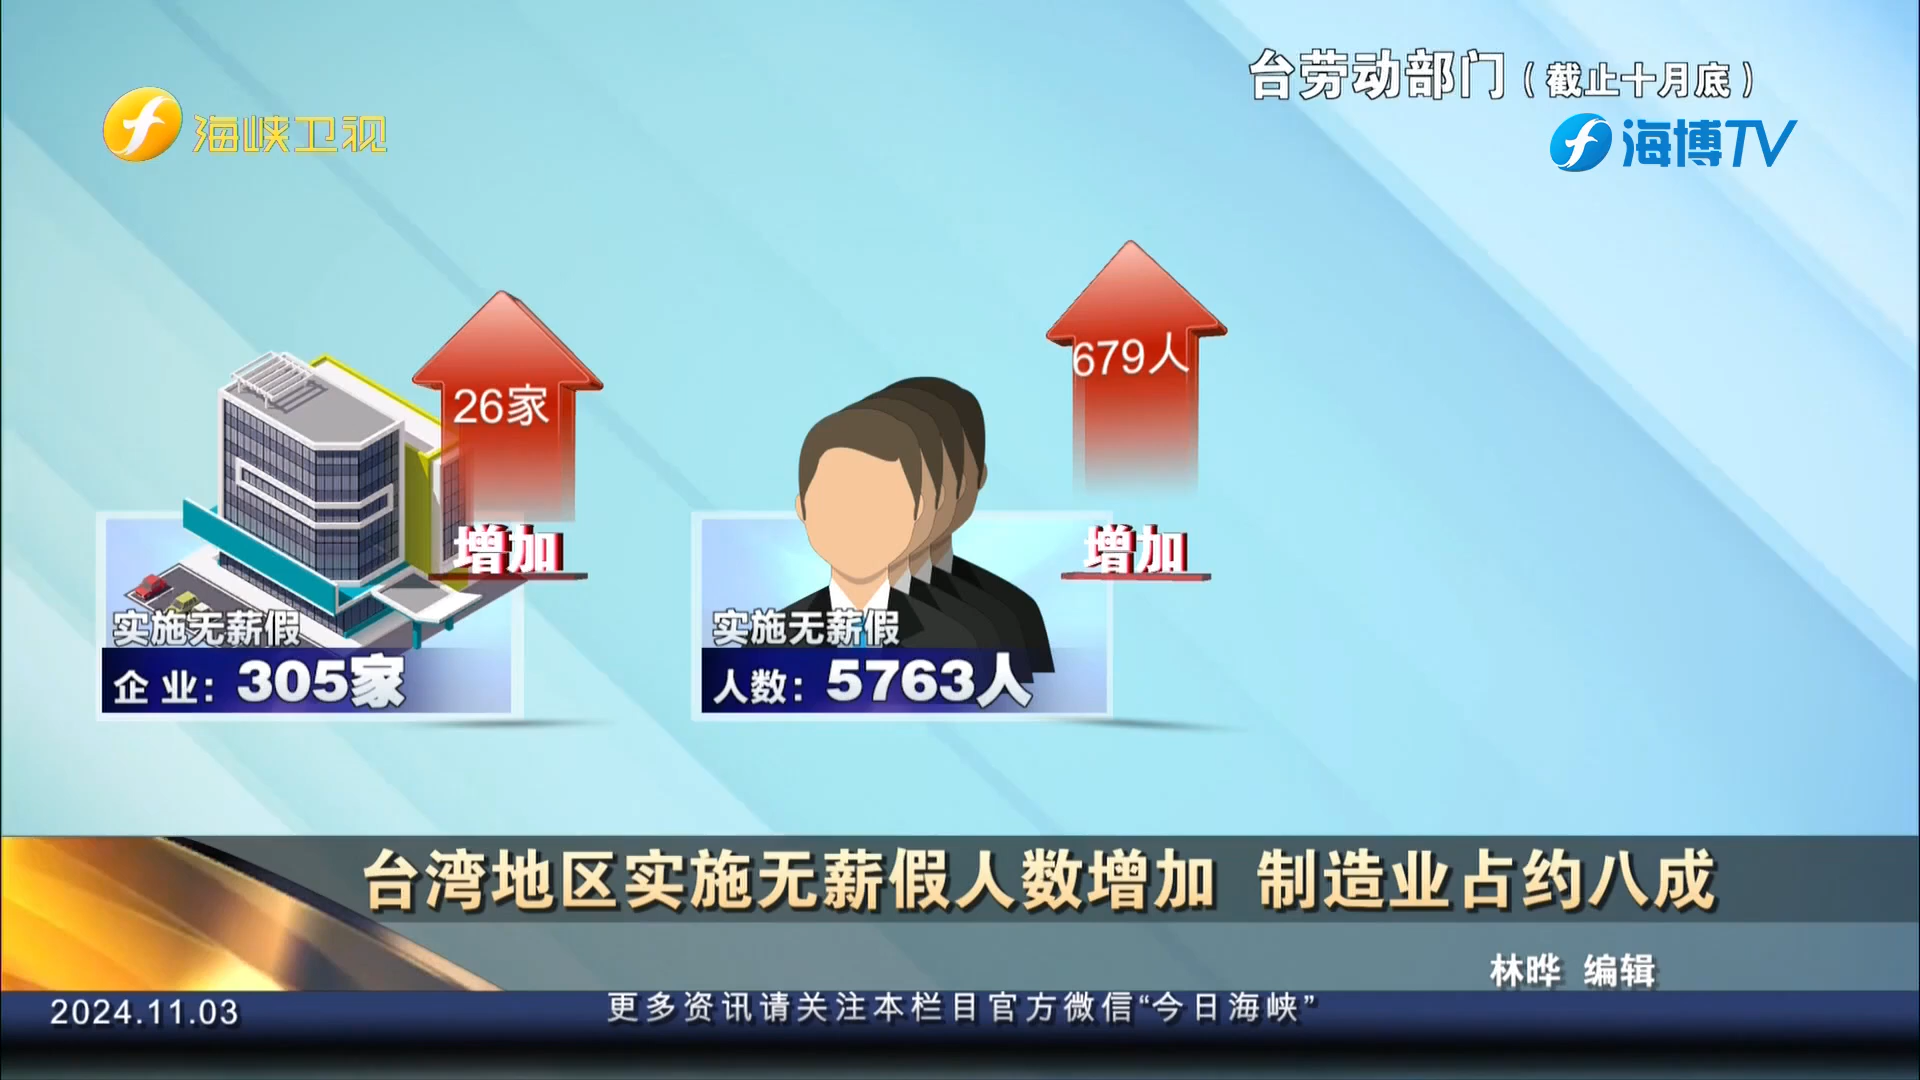 台劳动部门（截止十月底）
海峡卫视
海博TV
26家
679人
增加
增加
实施无薪假
企业：305家
实施无薪假
人数：5763人
台湾地区实施无薪假人数增加 制造业占约八成
林晔 编辑
2024.11.03
更多资讯请关注本栏目官方微信“今日海峡”